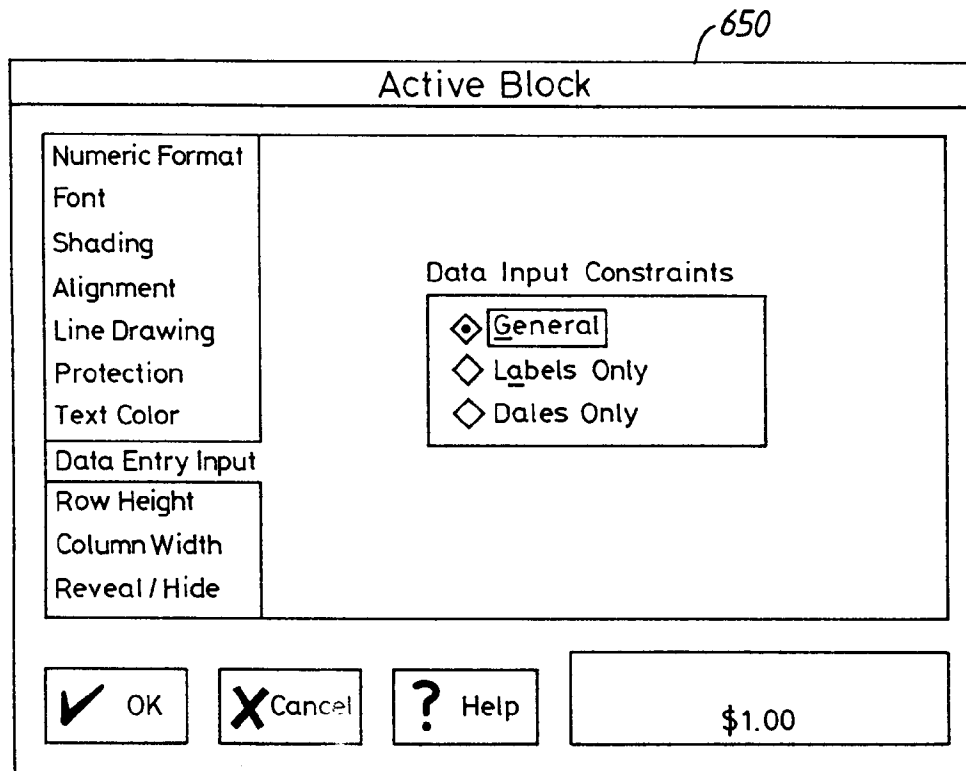 650
Active Block
Numeric Format
Font
Shading
Alignment
Line Drawing
Protection
Text Color
Data Entry Input
Row Height
Column Width
Reveal / Hide
Data Input Constraints
General
Labels Only
Dales Only
OK
Cancel
? Help
$1.00